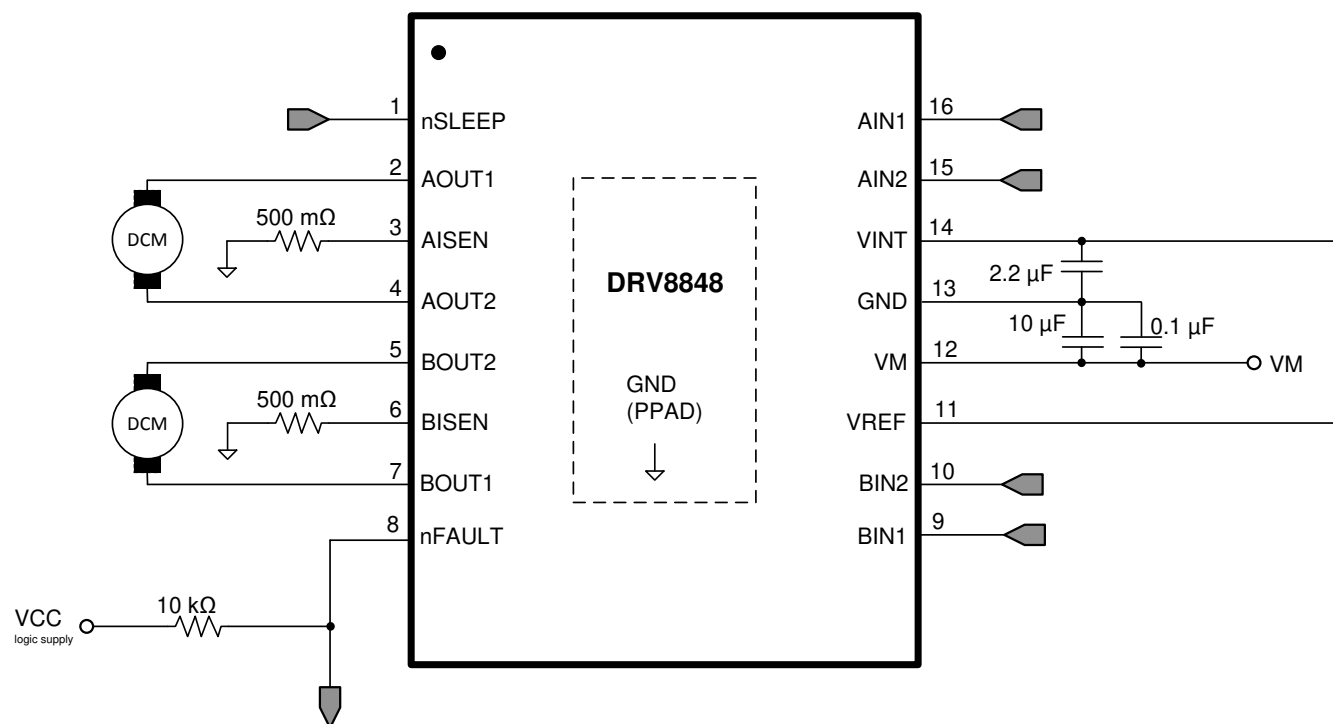 1
nSLEEP
AIN1
16
2
AOUT1
AIN2
15
DCM
500 mΩ
3
AISEN
VINT
14
DRV8848
2.2 µF
4
AOUT2
GND
13
10 µF
0.1 µF
5
BOUT2
VM
12
VM
GND
(PPAD)
DCM
500 mΩ
6
BISEN
VREF
11
7
BOUT1
BIN2
10
8
nFAULT
BIN1
9
10 kΩ
VCC
logic supply